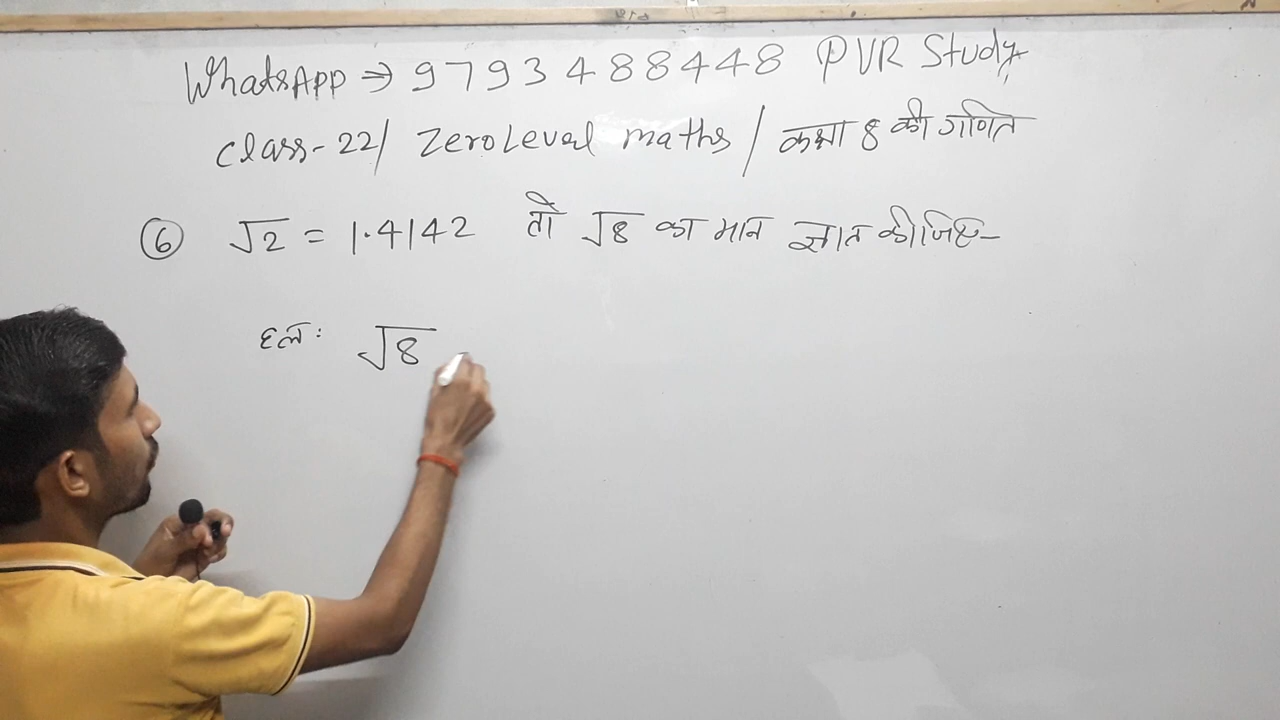 WhatsApp ⇒ 9793488448 PVR Study
Class-22/ Zero Level maths / कक्षा 8 की गणित
⑥ √2 = 1.4142 तो √8 का मान ज्ञात कीजिए-
हल: √8